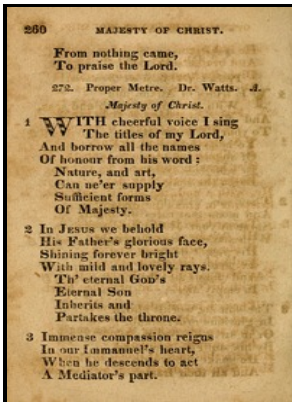 260 MAJESTY OF CHRIST.
From nothing came,
To praise the Lord.
272. Proper Metre. Dr. Watts. A.
Majesty of Christ.
1 WITH cheerful voice I sing
The titles of my Lord,
And borrow all the names
Of honour from his word :
Nature, and art,
Can ne'er supply
Sufficient forms
Of Majesty.
2 In JESUS we behold
His Father's glorious face,
Shining forever bright
With mild and lovely rays.
Th' eternal GOD's
Eternal Son
Inherits and
Partakes the throne.
3 Immense compassion reigns
In our Immanuel's heart,
When he descends to act
A Mediator's part.